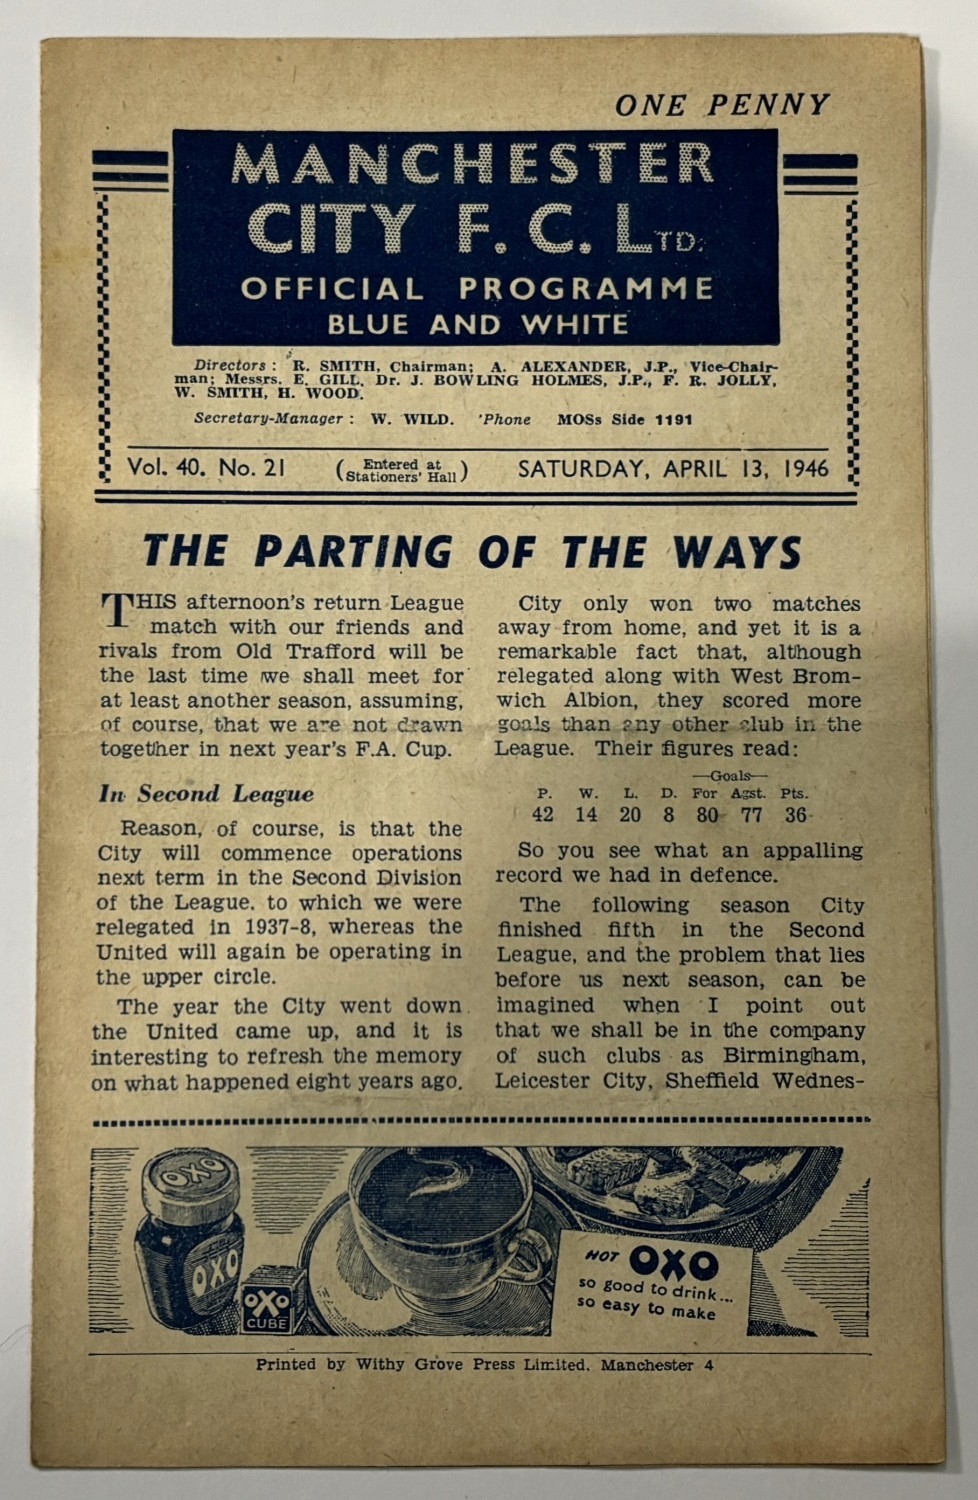 ONE PENNY
MANCHESTER
CITY F. C. LTD.
OFFICIAL PROGRAMME
BLUE AND WHITE
Directors : R. SMITH, Chairman; A. ALEXANDER, J.P., Vice-Chair-
man; Messrs. E. GILL, Dr. J. BOWLING HOLMES, J.P., F. R. JOLLY,
W. SMITH, H. WOOD.
Secretary-Manager : W. WILD. 'Phone MOSs Side 1191
Vol. 40. No. 21 (Entered at Stationers' Hall) SATURDAY, APRIL 13, 1946
THE PARTING OF THE WAYS
THIS afternoon's return League
match with our friends and
rivals from Old Trafford will be
the last time we shall meet for
at least another season, assuming,
of course, that we are not drawn
together in next year's F.A. Cup.
In Second League
Reason, of course, is that the
City will commence operations
next term in the Second Division
of the League. to which we were
relegated in 1937-8, whereas the
United will again be operating in
the upper circle.
The year the City went down
the United came up, and it is
interesting to refresh the memory
on what happened eight years ago.
City only won two matches
away from home, and yet it is a
remarkable fact that, although
relegated along with West Brom-
wich Albion, they scored more
goals than any other club in the
League. Their figures read:
—Goals—
P. W. L. D. For Agst. Pts.
42 14 20 8 80 77 36
So you see what an appalling
record we had in defence.
The following season City
finished fifth in the Second
League, and the problem that lies
before us next season, can be
imagined when I point out
that we shall be in the company
of such clubs as Birmingham,
Leicester City, Sheffield Wednes-
OXO
OXO
OXO
CUBE
HOT OXO
so good to drink...
so easy to make
Printed by Withy Grove Press Limited, Manchester 4